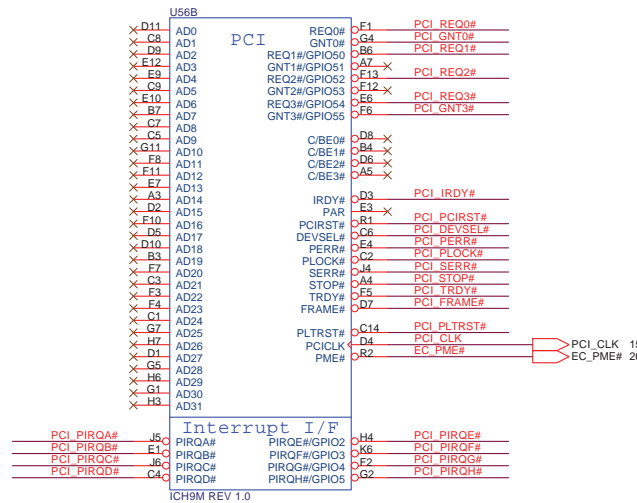 U56B
PCI
D11 AD0 REQ0# F1 PCI_REQ0#
C8 AD1 GNT0# G4 PCI_GNT0#
D9 AD2 REQ1#/GPIO50 B6 PCI_REQ1#
E12 AD3 GNT1#/GPIO51 A7
E9 AD4 REQ2#/GPIO52 F13 PCI_REQ2#
C9 AD5 GNT2#/GPIO53 F12
E10 AD6 REQ3#/GPIO54 E6 PCI_REQ3#
B7 AD7 GNT3#/GPIO55 F6 PCI_GNT3#
C7 AD8
C5 AD9 C/BE0# D8
G11 AD10 C/BE1# B4
F8 AD11 C/BE2# D6
F11 AD12 C/BE3# A5
E7 AD13
A3 AD14 IRDY# D3 PCI_IRDY#
D2 AD15 PAR E3
F10 AD16 PCIRST# R1 PCI_PCIRST#
D5 AD17 DEVSEL# C6 PCI_DEVSEL#
D10 AD18 PERR# E4 PCI_PERR#
B3 AD19 PLOCK# C2 PCI_PLOCK#
F7 AD20 SERR# J4 PCI_SERR#
C3 AD21 STOP# A4 PCI_STOP#
F3 AD22 TRDY# F5 PCI_TRDY#
F4 AD23 FRAME# D7 PCI_FRAME#
C1 AD24
G7 AD25 PLTRST# C14 PCI_PLTRST#
H7 AD26 PCICLK D4 PCI_CLK PCI_CLK 15
D1 AD27 PME# R2 EC_PME# EC_PME# 26
G5 AD28
H6 AD29
G1 AD30
H3 AD31
Interrupt I/F
PCI_PIRQA# J5 PIRQA# PIRQE#/GPIO2 H4 PCI_PIRQE#
PCI_PIRQB# E1 PIRQB# PIRQF#/GPIO3 K6 PCI_PIRQF#
PCI_PIRQC# J6 PIRQC# PIRQG#/GPIO4 F2 PCI_PIRQG#
PCI_PIRQD# C4 PIRQD# PIRQH#/GPIO5 G2 PCI_PIRQH#
ICH9M REV 1.0